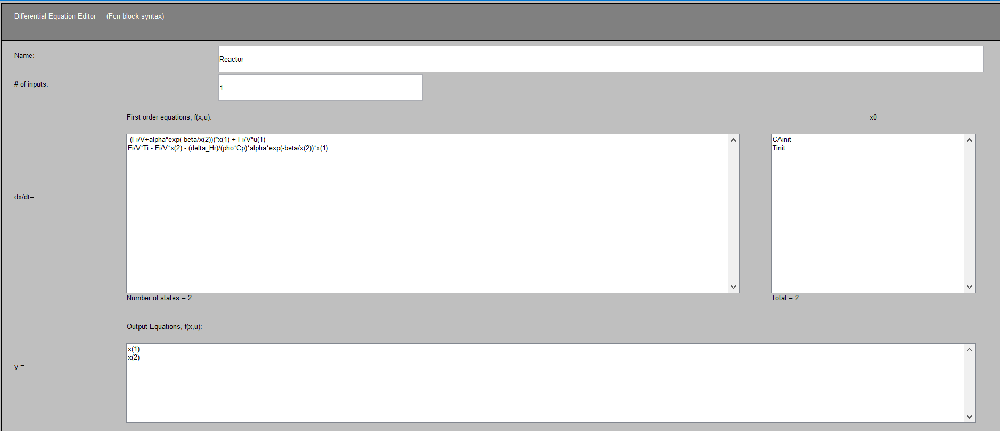 Differential Equation Editor (Fcn block syntax)
Name:
Reactor
# of inputs:
1
First order equations, f(x,u):
x0
dx/dt=
-(Fi/V+alpha*exp(-beta/x(2)))*x(1) + Fi/V*u(1)
Fi/V*Ti - Fi/V*x(2) - (delta_Hr)/(pho*Cp)*alpha*exp(-beta/x(2))*x(1)
CAinit
Tinit
Number of states = 2
Total = 2
Output Equations, f(x,u):
y =
x(1)
x(2)